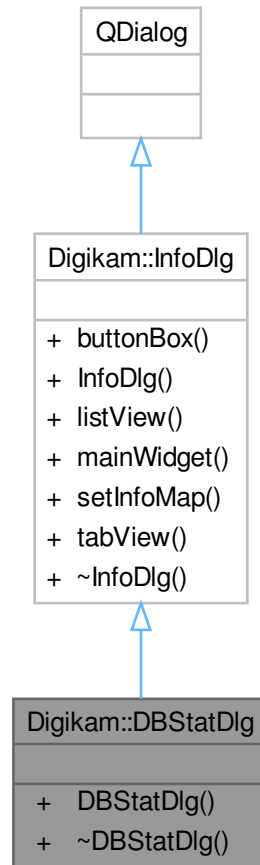 QDialog
Digikam::InfoDlg
+ buttonBox()
+ InfoDlg()
+ listView()
+ mainWidget()
+ setInfoMap()
+ tabView()
+ ~InfoDlg()
Digikam::DBStatDlg
+ DBStatDlg()
+ ~DBStatDlg()